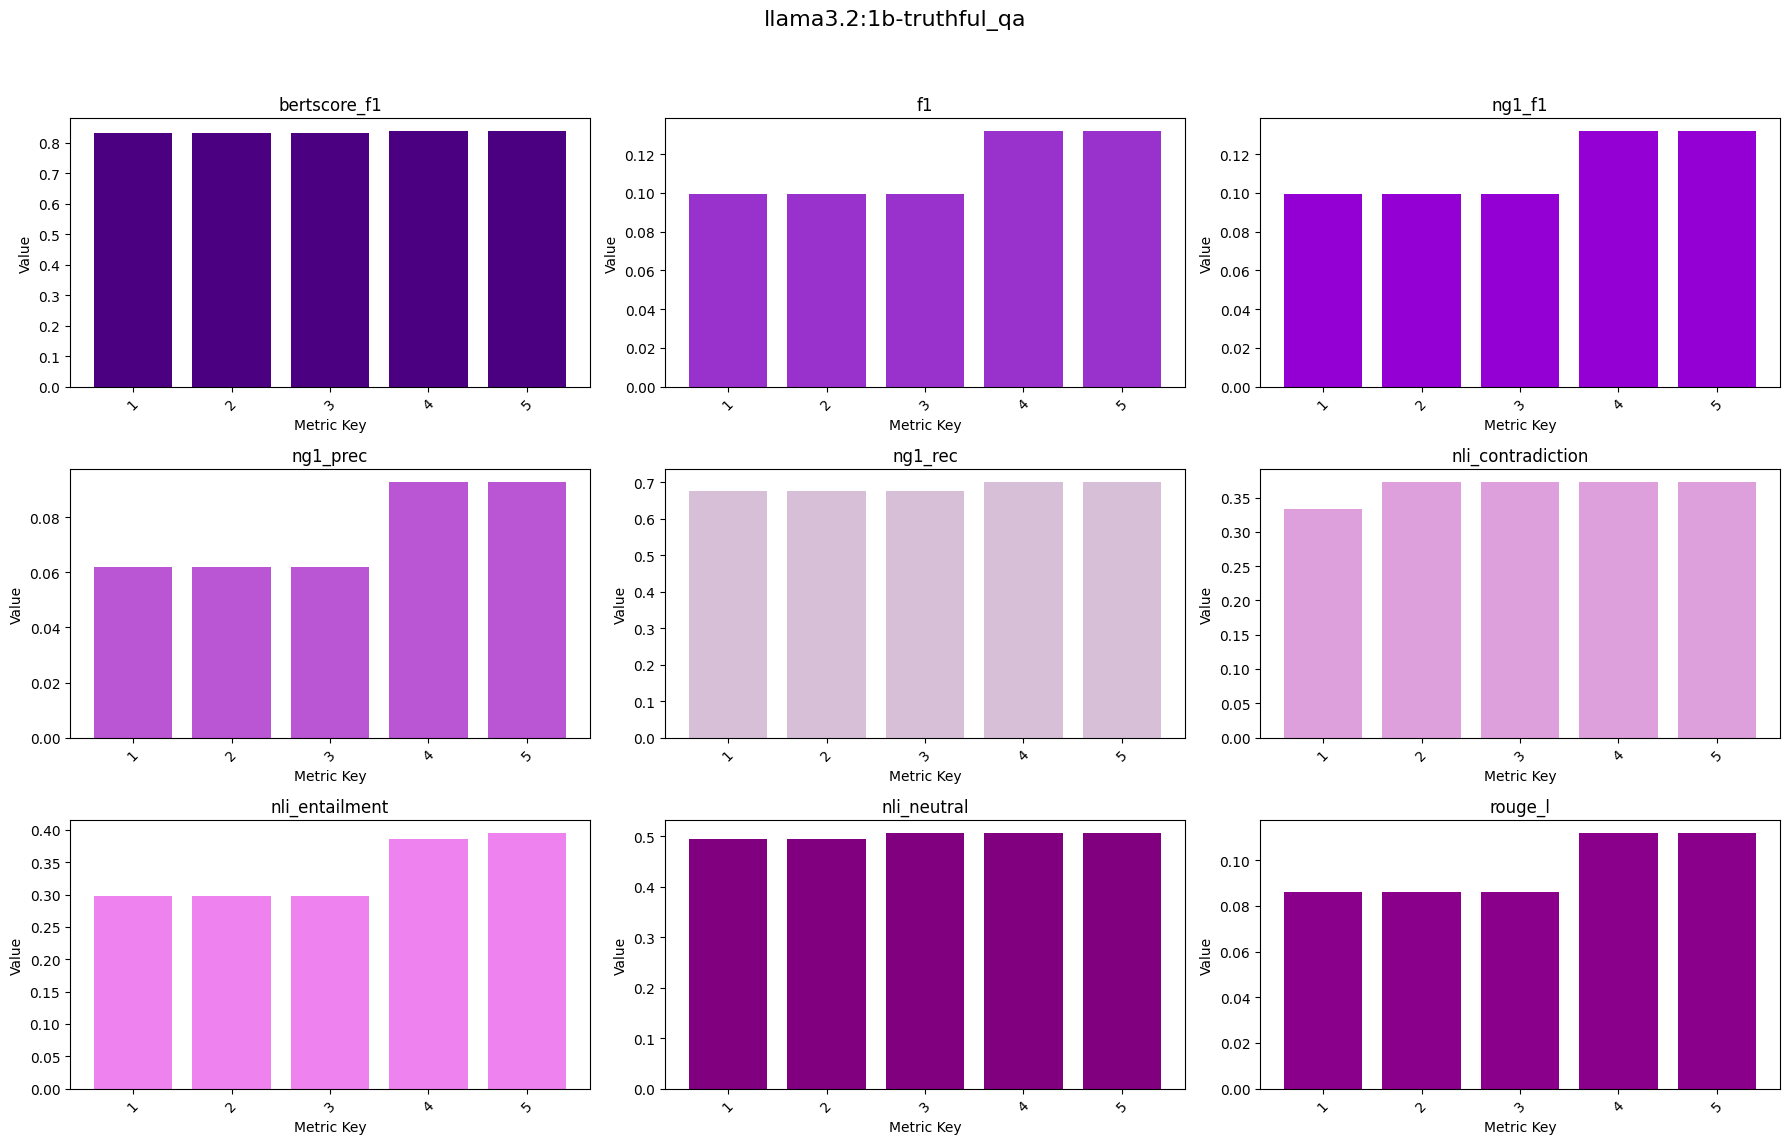 llama3.2:1b-truthful_qa
bertscore_f1
Value
0.8
0.7
0.6
0.5
0.4
0.3
0.2
0.1
0.0
1 2 3 4 5
Metric Key
f1
Value
0.12
0.10
0.08
0.06
0.04
0.02
0.00
1 2 3 4 5
Metric Key
ng1_f1
Value
0.12
0.10
0.08
0.06
0.04
0.02
0.00
1 2 3 4 5
Metric Key
ng1_prec
Value
0.08
0.06
0.04
0.02
0.00
1 2 3 4 5
Metric Key
ng1_rec
Value
0.7
0.6
0.5
0.4
0.3
0.2
0.1
0.0
1 2 3 4 5
Metric Key
nli_contradiction
Value
0.35
0.30
0.25
0.20
0.15
0.10
0.05
0.00
1 2 3 4 5
Metric Key
nli_entailment
Value
0.40
0.35
0.30
0.25
0.20
0.15
0.10
0.05
0.00
1 2 3 4 5
Metric Key
nli_neutral
Value
0.5
0.4
0.3
0.2
0.1
0.0
1 2 3 4 5
Metric Key
rouge_l
Value
0.10
0.08
0.06
0.04
0.02
0.00
1 2 3 4 5
Metric Key